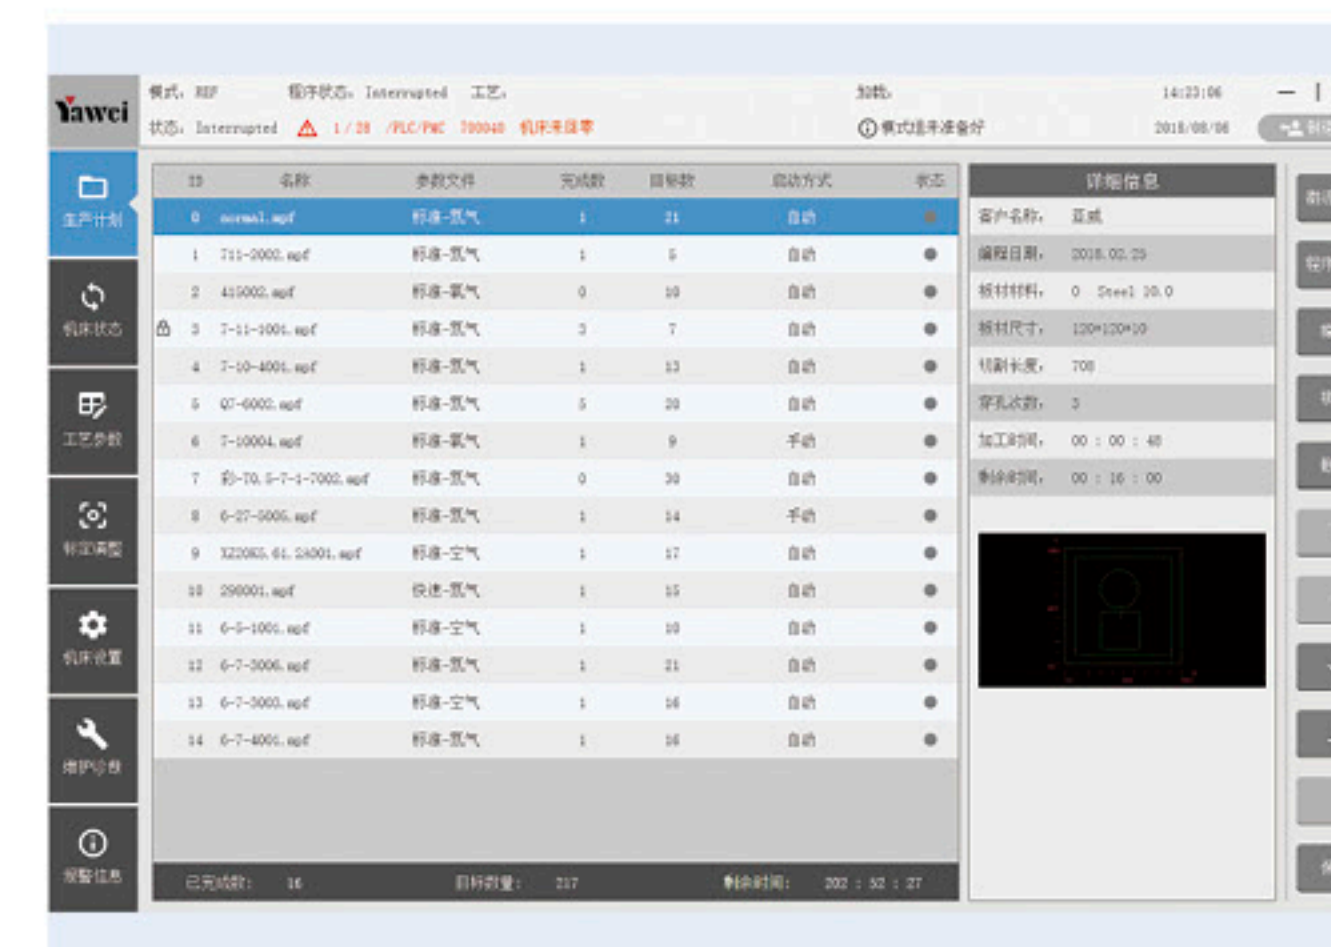 Yawei
模式: REF 程序状态: Interrupted 工艺: 加载: 14:23:06
状态: Interrupted 1/28 /PLC/PMC 700040 机床未回零 模式组未准备好 2018/08/06
生产计划
机床状态
工艺参数
标定调整
机床设置
维护诊断
报警信息
ID 名称 参数文件 完成数 目标数 启动方式 状态
0 normal.mpf 标准-氮气 1 21 自动
1 711-2002.mpf 标准-氮气 1 5 自动
2 415002.mpf 标准-氧气 0 10 自动
3 7-11-1001.mpf 标准-氮气 3 7 自动
4 7-10-4001.mpf 标准-氮气 1 13 自动
5 Q7-6002.mpf 标准-氮气 5 20 自动
6 7-10004.mpf 标准-氧气 1 9 手动
7 彩-70.5-7-1-7002.mpf 标准-氮气 0 30 自动
8 6-27-5005.mpf 标准-氮气 1 14 手动
9 标准-空气 1 17 自动
10 290001.mpf 快速-氮气 1 15 自动
11 6-5-1001.mpf 标准-空气 1 10 自动
12 6-7-3006.mpf 标准-氮气 1 21 自动
13 6-7-3003.mpf 标准-空气 1 16 自动
14 6-7-4001.mpf 标准-氮气 1 16 自动
已完成数: 16 目标数量: 217 剩余时间: 202 : 52 : 27
详细信息
客户名称: 亚威
编程日期: 2018.02.25
板材材料: 0 Steel 10.0
板材尺寸: 120*120*10
切割长度: 708
穿孔次数: 3
加工时间: 00 : 00 : 48
剩余时间: 00 : 16 : 00